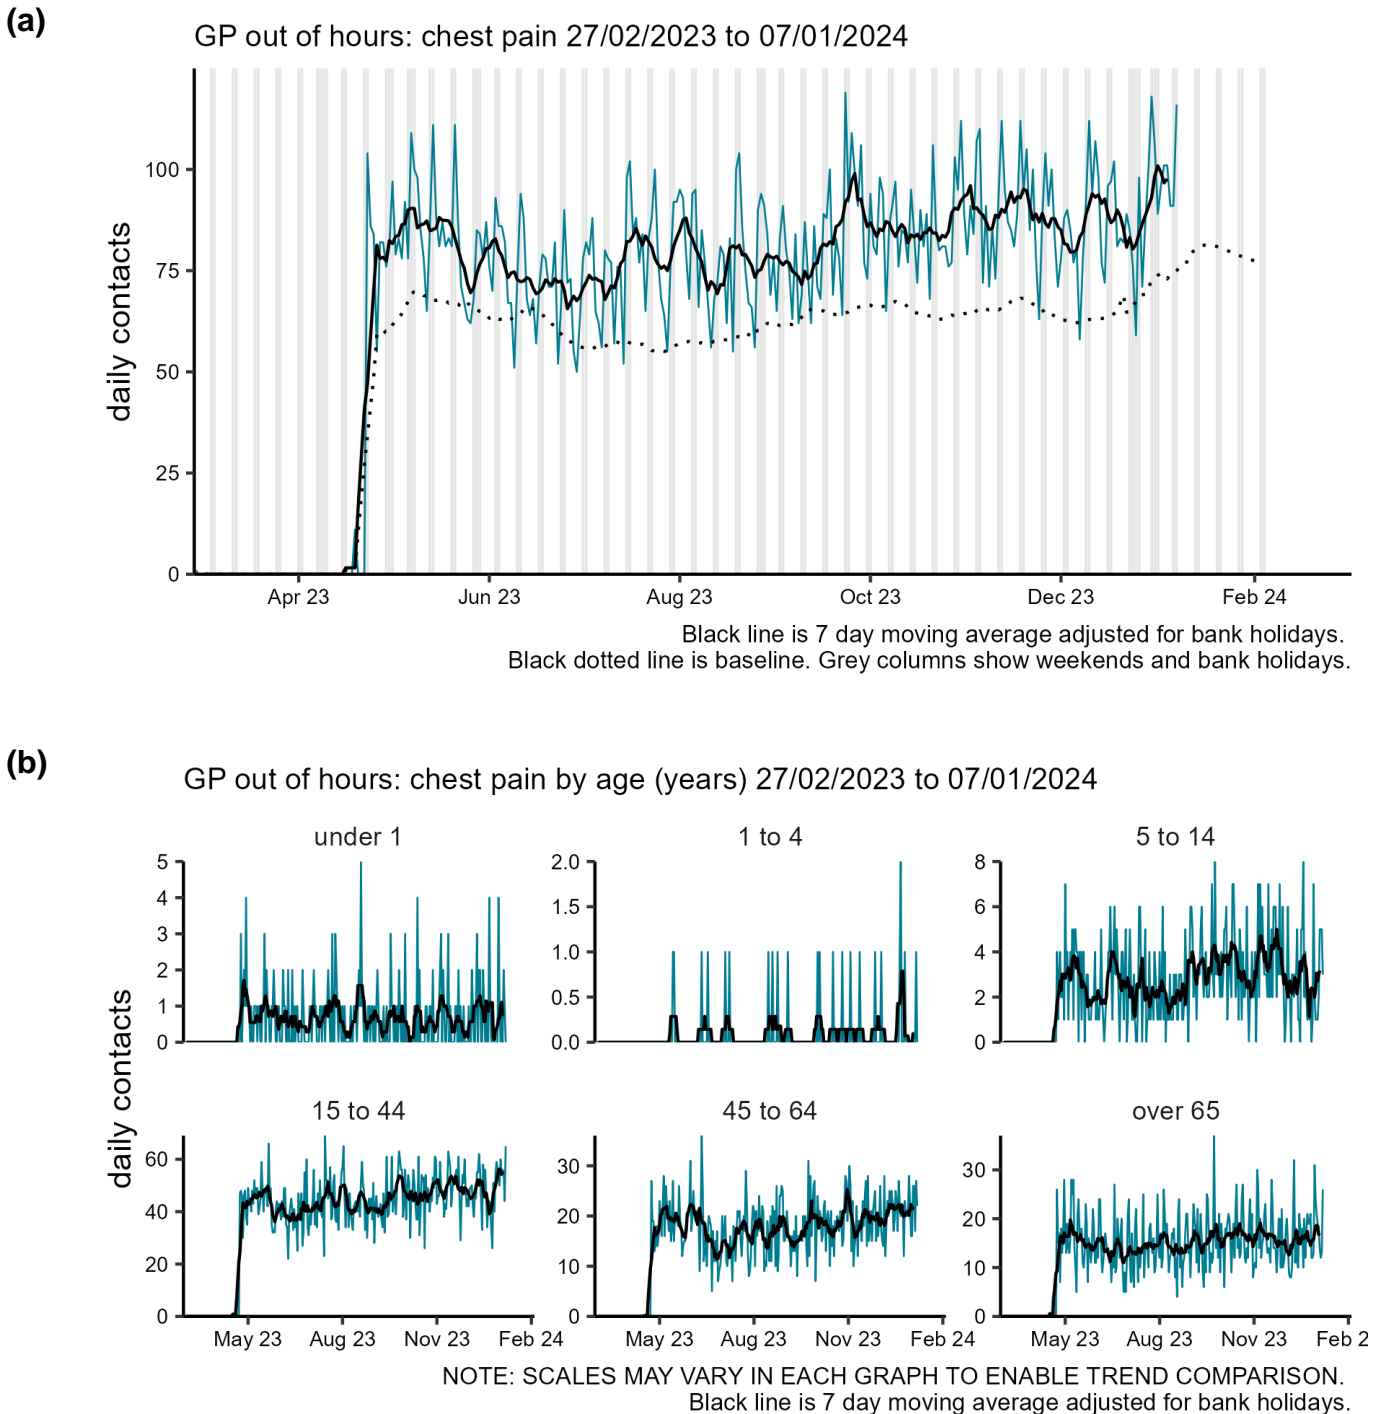 (a)
GP out of hours: chest pain 27/02/2023 to 07/01/2024
daily contacts
100
75
50
25
0
Apr 23 Jun 23 Aug 23 Oct 23 Dec 23 Feb 24
Black line is 7 day moving average adjusted for bank holidays.
Black dotted line is baseline. Grey columns show weekends and bank holidays.
(b)
GP out of hours: chest pain by age (years) 27/02/2023 to 07/01/2024
daily contacts
under 1
5
4
3
2
1
0
1 to 4
2.0
1.5
1.0
0.5
0.0
5 to 14
8
6
4
2
0
15 to 44
60
40
20
0
May 23 Aug 23 Nov 23 Feb 24
45 to 64
30
20
10
0
May 23 Aug 23 Nov 23 Feb 24
over 65
30
20
10
0
May 23 Aug 23 Nov 23 Feb 2
NOTE: SCALES MAY VARY IN EACH GRAPH TO ENABLE TREND COMPARISON.
Black line is 7 day moving average adjusted for bank holidays.